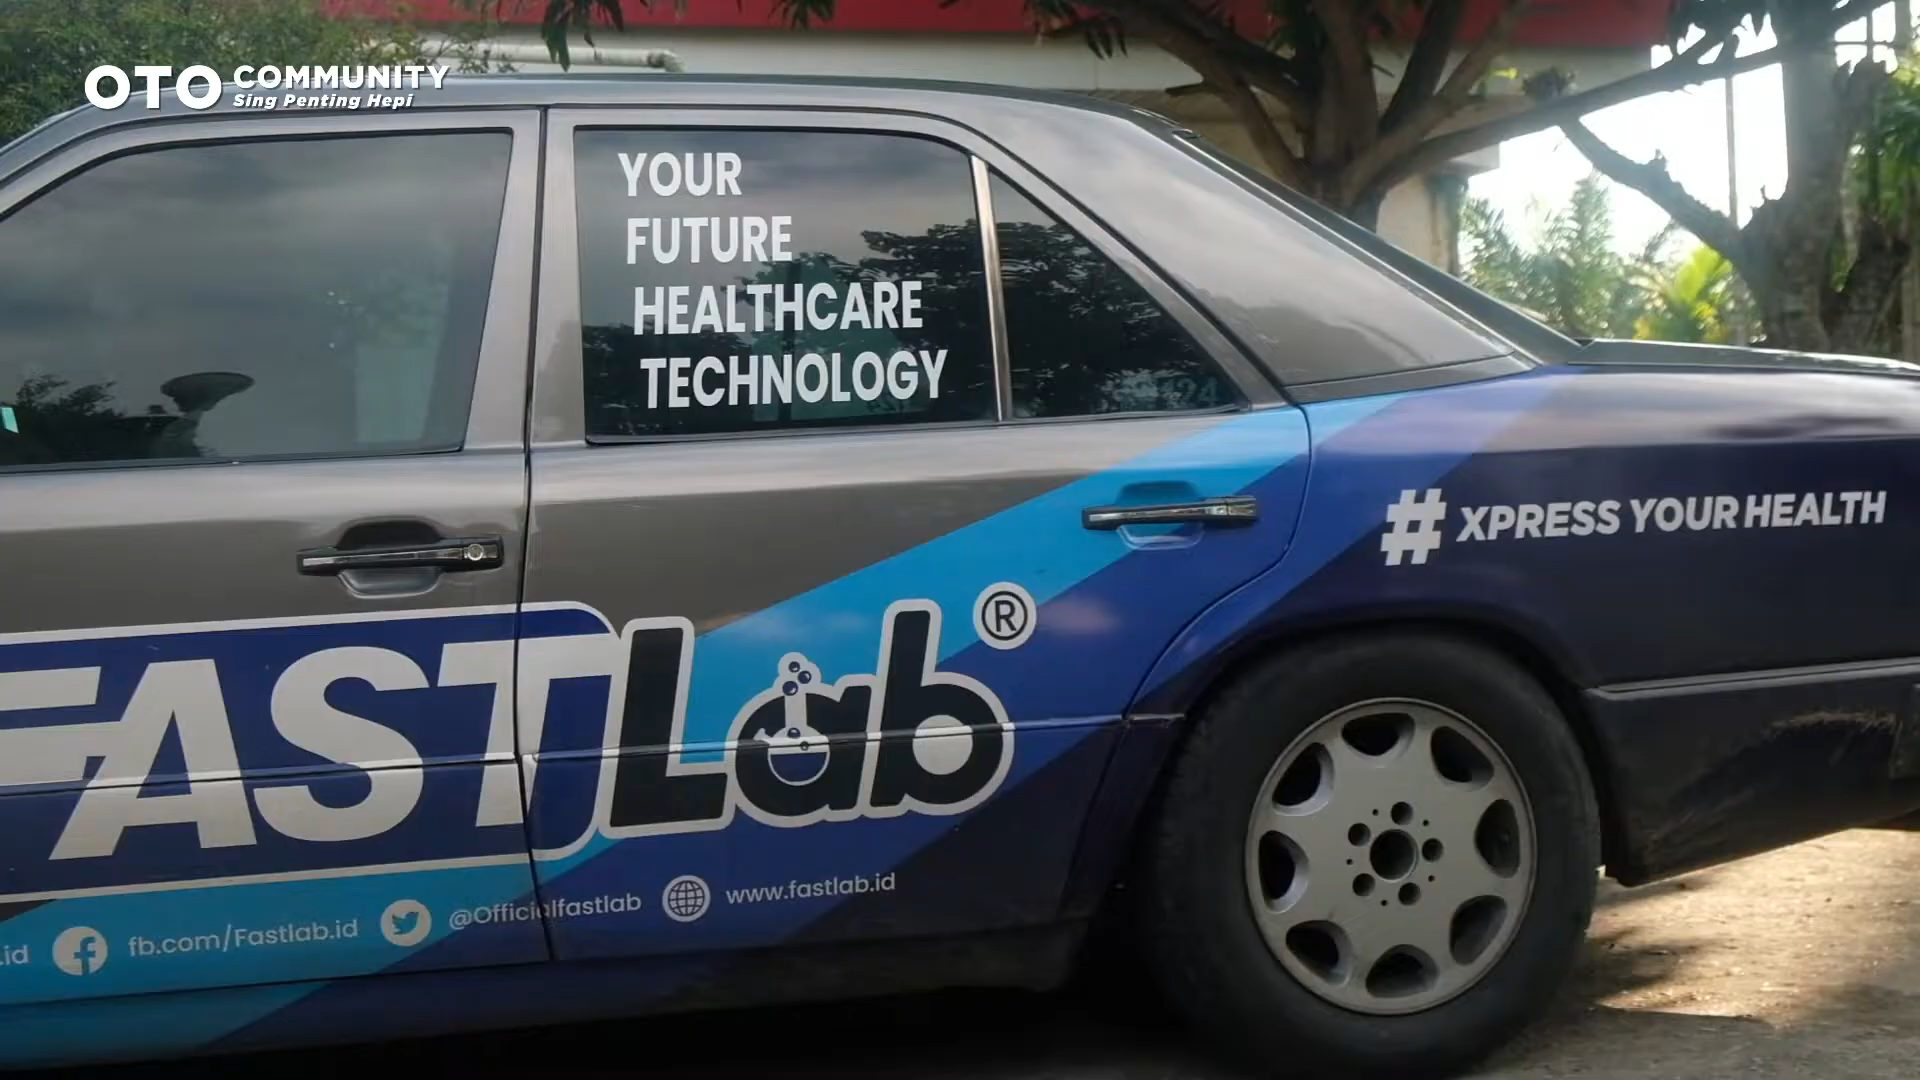 OTO COMMUNITY
Sing Penting Hepi
YOUR
FUTURE
HEALTHCARE
TECHNOLOGY
# XPRESS YOUR HEALTH
FASTLab®
.id fb.com/Fastlab.id @Officialfastlab www.fastlab.id